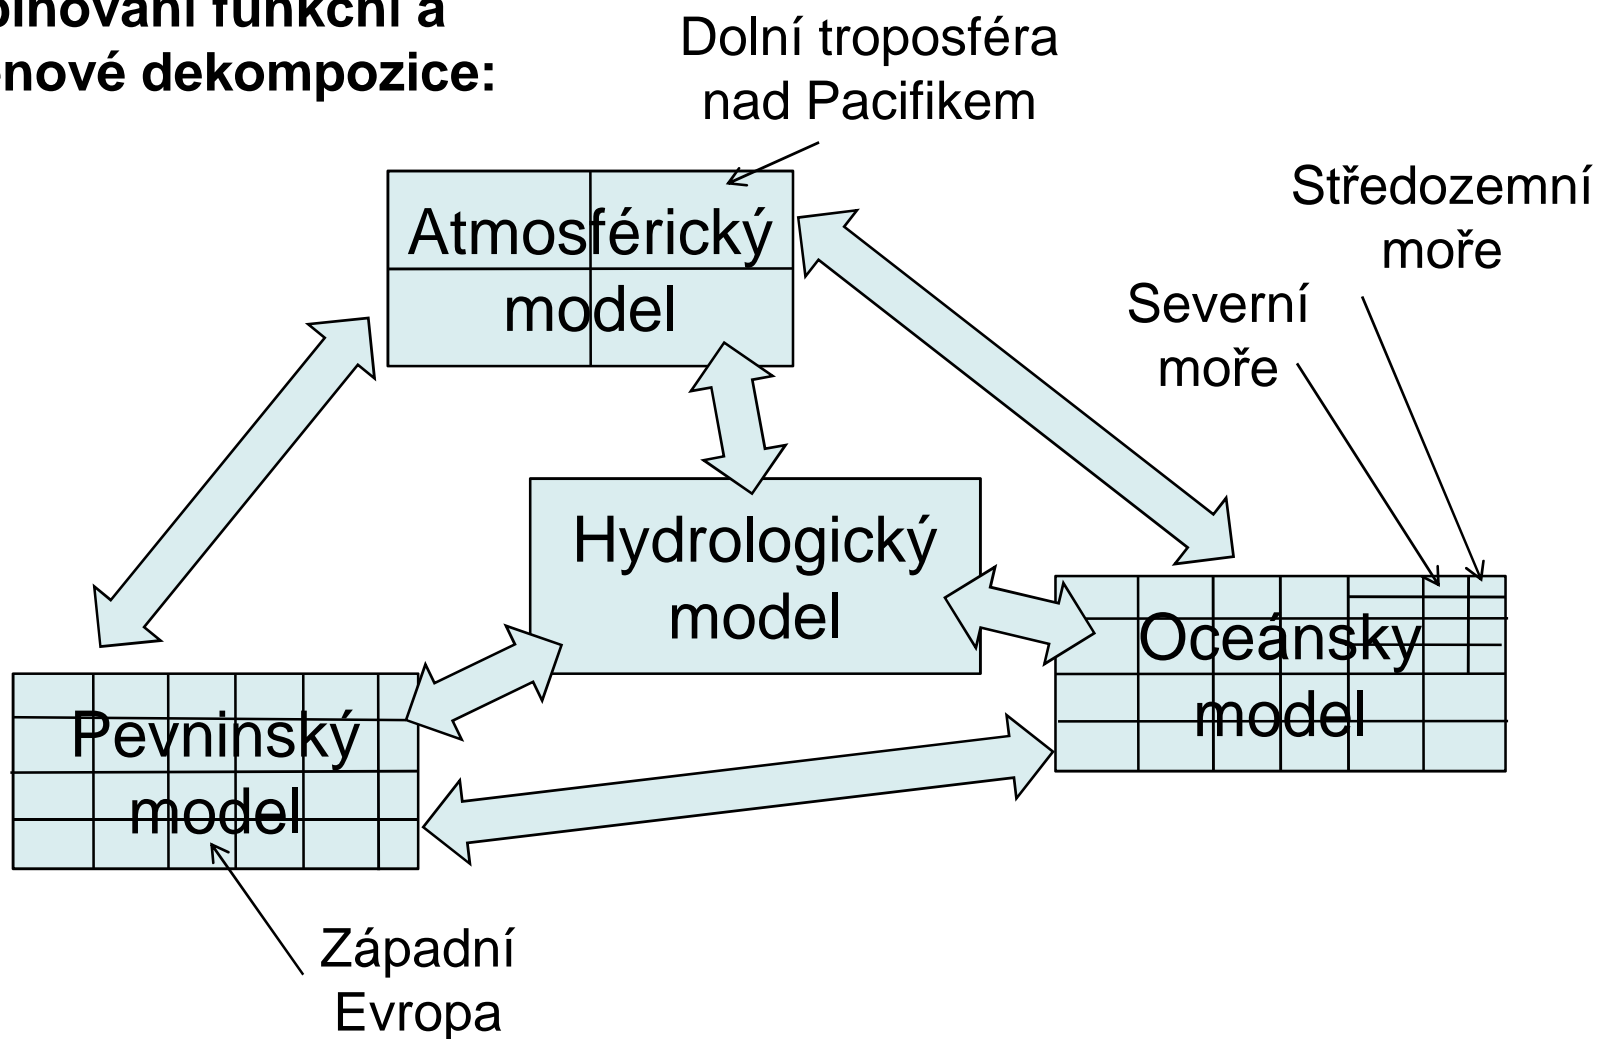 funkční a
dekompozice:
Dolní troposféra
nad Pacifikem
Středozemní
moře
Severní
moře
Atmosférický
model
Hydrologický
model
Oceánsky
model
Pevninský
model
Západní
Evropa